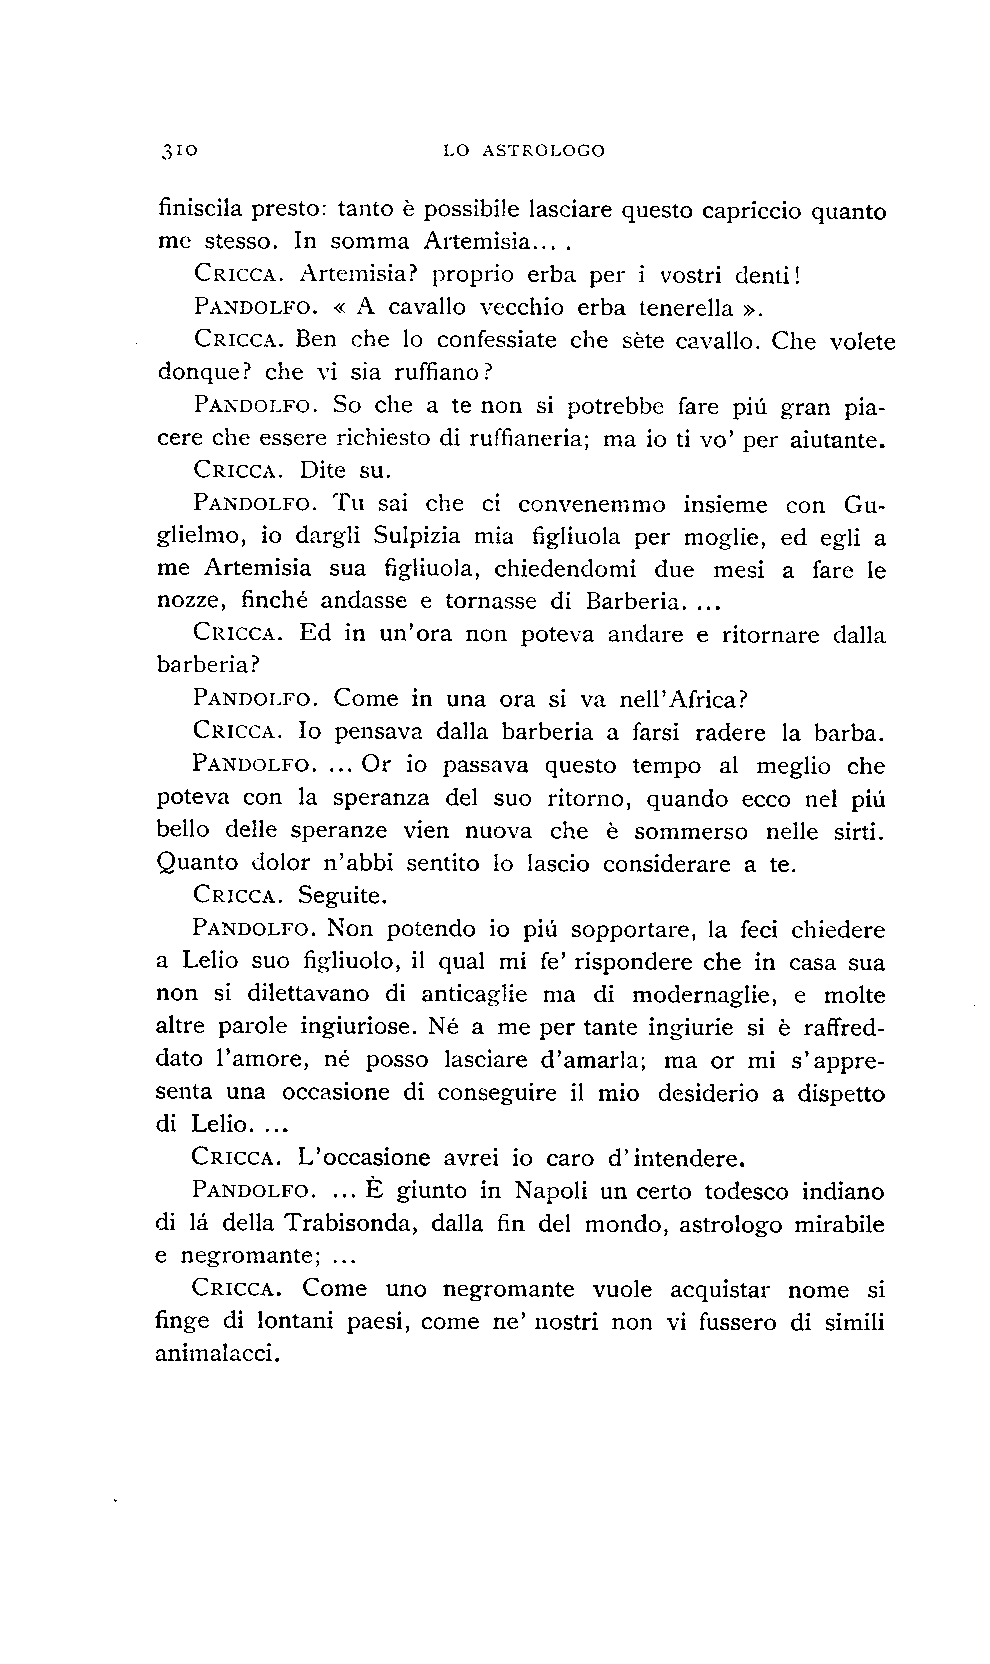 310 LO ASTROLOGO
finiscila presto: tanto è possibile lasciare questo capriccio quanto
me stesso. In somma Artemisia... .
CRICCA. Artemisia? proprio erba per i vostri denti!
PANDOLFO. « A cavallo vecchio erba tenerella ».
CRICCA. Ben che lo confessiate che sète cavallo. Che volete
donque? che vi sia ruffiano?
PANDOLFO. So che a te non si potrebbe fare piú gran pia-
cere che essere richiesto di ruffianeria; ma io ti vo' per aiutante.
CRICCA. Dite su.
PANDOLFO. Tu sai che ci convenemmo insieme con Gu-
glielmo, io dargli Sulpizia mia figliuola per moglie, ed egli a
me Artemisia sua figliuola, chiedendomi due mesi a fare le
nozze, finché andasse e tornasse di Barberia. ...
CRICCA. Ed in un'ora non poteva andare e ritornare dalla
barberia?
PANDOLFO. Come in una ora si va nell'Africa?
CRICCA. Io pensava dalla barberia a farsi radere la barba.
PANDOLFO. ... Or io passava questo tempo al meglio che
poteva con la speranza del suo ritorno, quando ecco nel piú
bello delle speranze vien nuova che è sommerso nelle sirti.
Quanto dolor n'abbi sentito lo lascio considerare a te.
CRICCA. Seguite.
PANDOLFO. Non potendo io piú sopportare, la feci chiedere
a Lelio suo figliuolo, il qual mi fe' rispondere che in casa sua
non si dilettavano di anticaglie ma di modernaglie, e molte
altre parole ingiuriose. Né a me per tante ingiurie si è raffred-
dato l'amore, né posso lasciare d'amarla; ma or mi s'appre-
senta una occasione di conseguire il mio desiderio a dispetto
di Lelio. ...
CRICCA. L'occasione avrei io caro d'intendere.
PANDOLFO. ... È giunto in Napoli un certo todesco indiano
di lá della Trabisonda, dalla fin del mondo, astrologo mirabile
e negromante; ...
CRICCA. Come uno negromante vuole acquistar nome si
finge di lontani paesi, come ne' nostri non vi fussero di simili
animalacci.